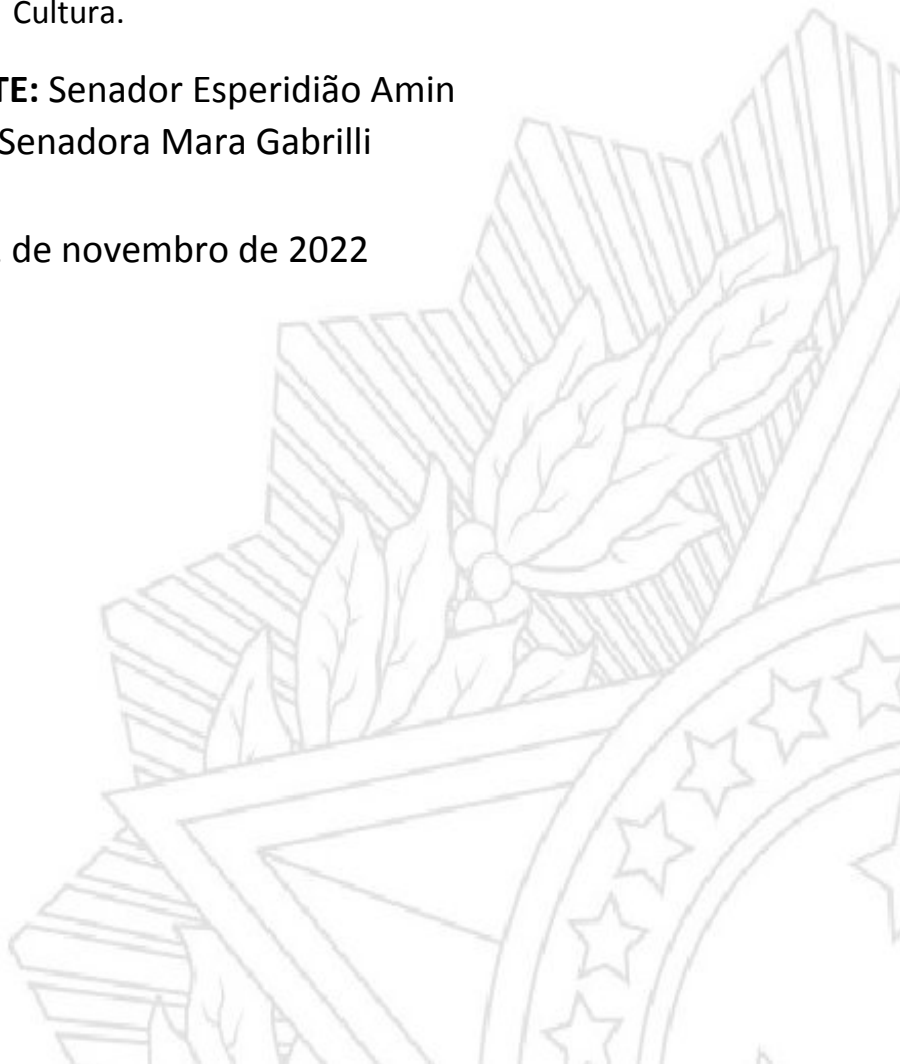 Cultura.
TE: Senador Esperidião Amin
Senadora Mara Gabrilli
de novembro de 2022